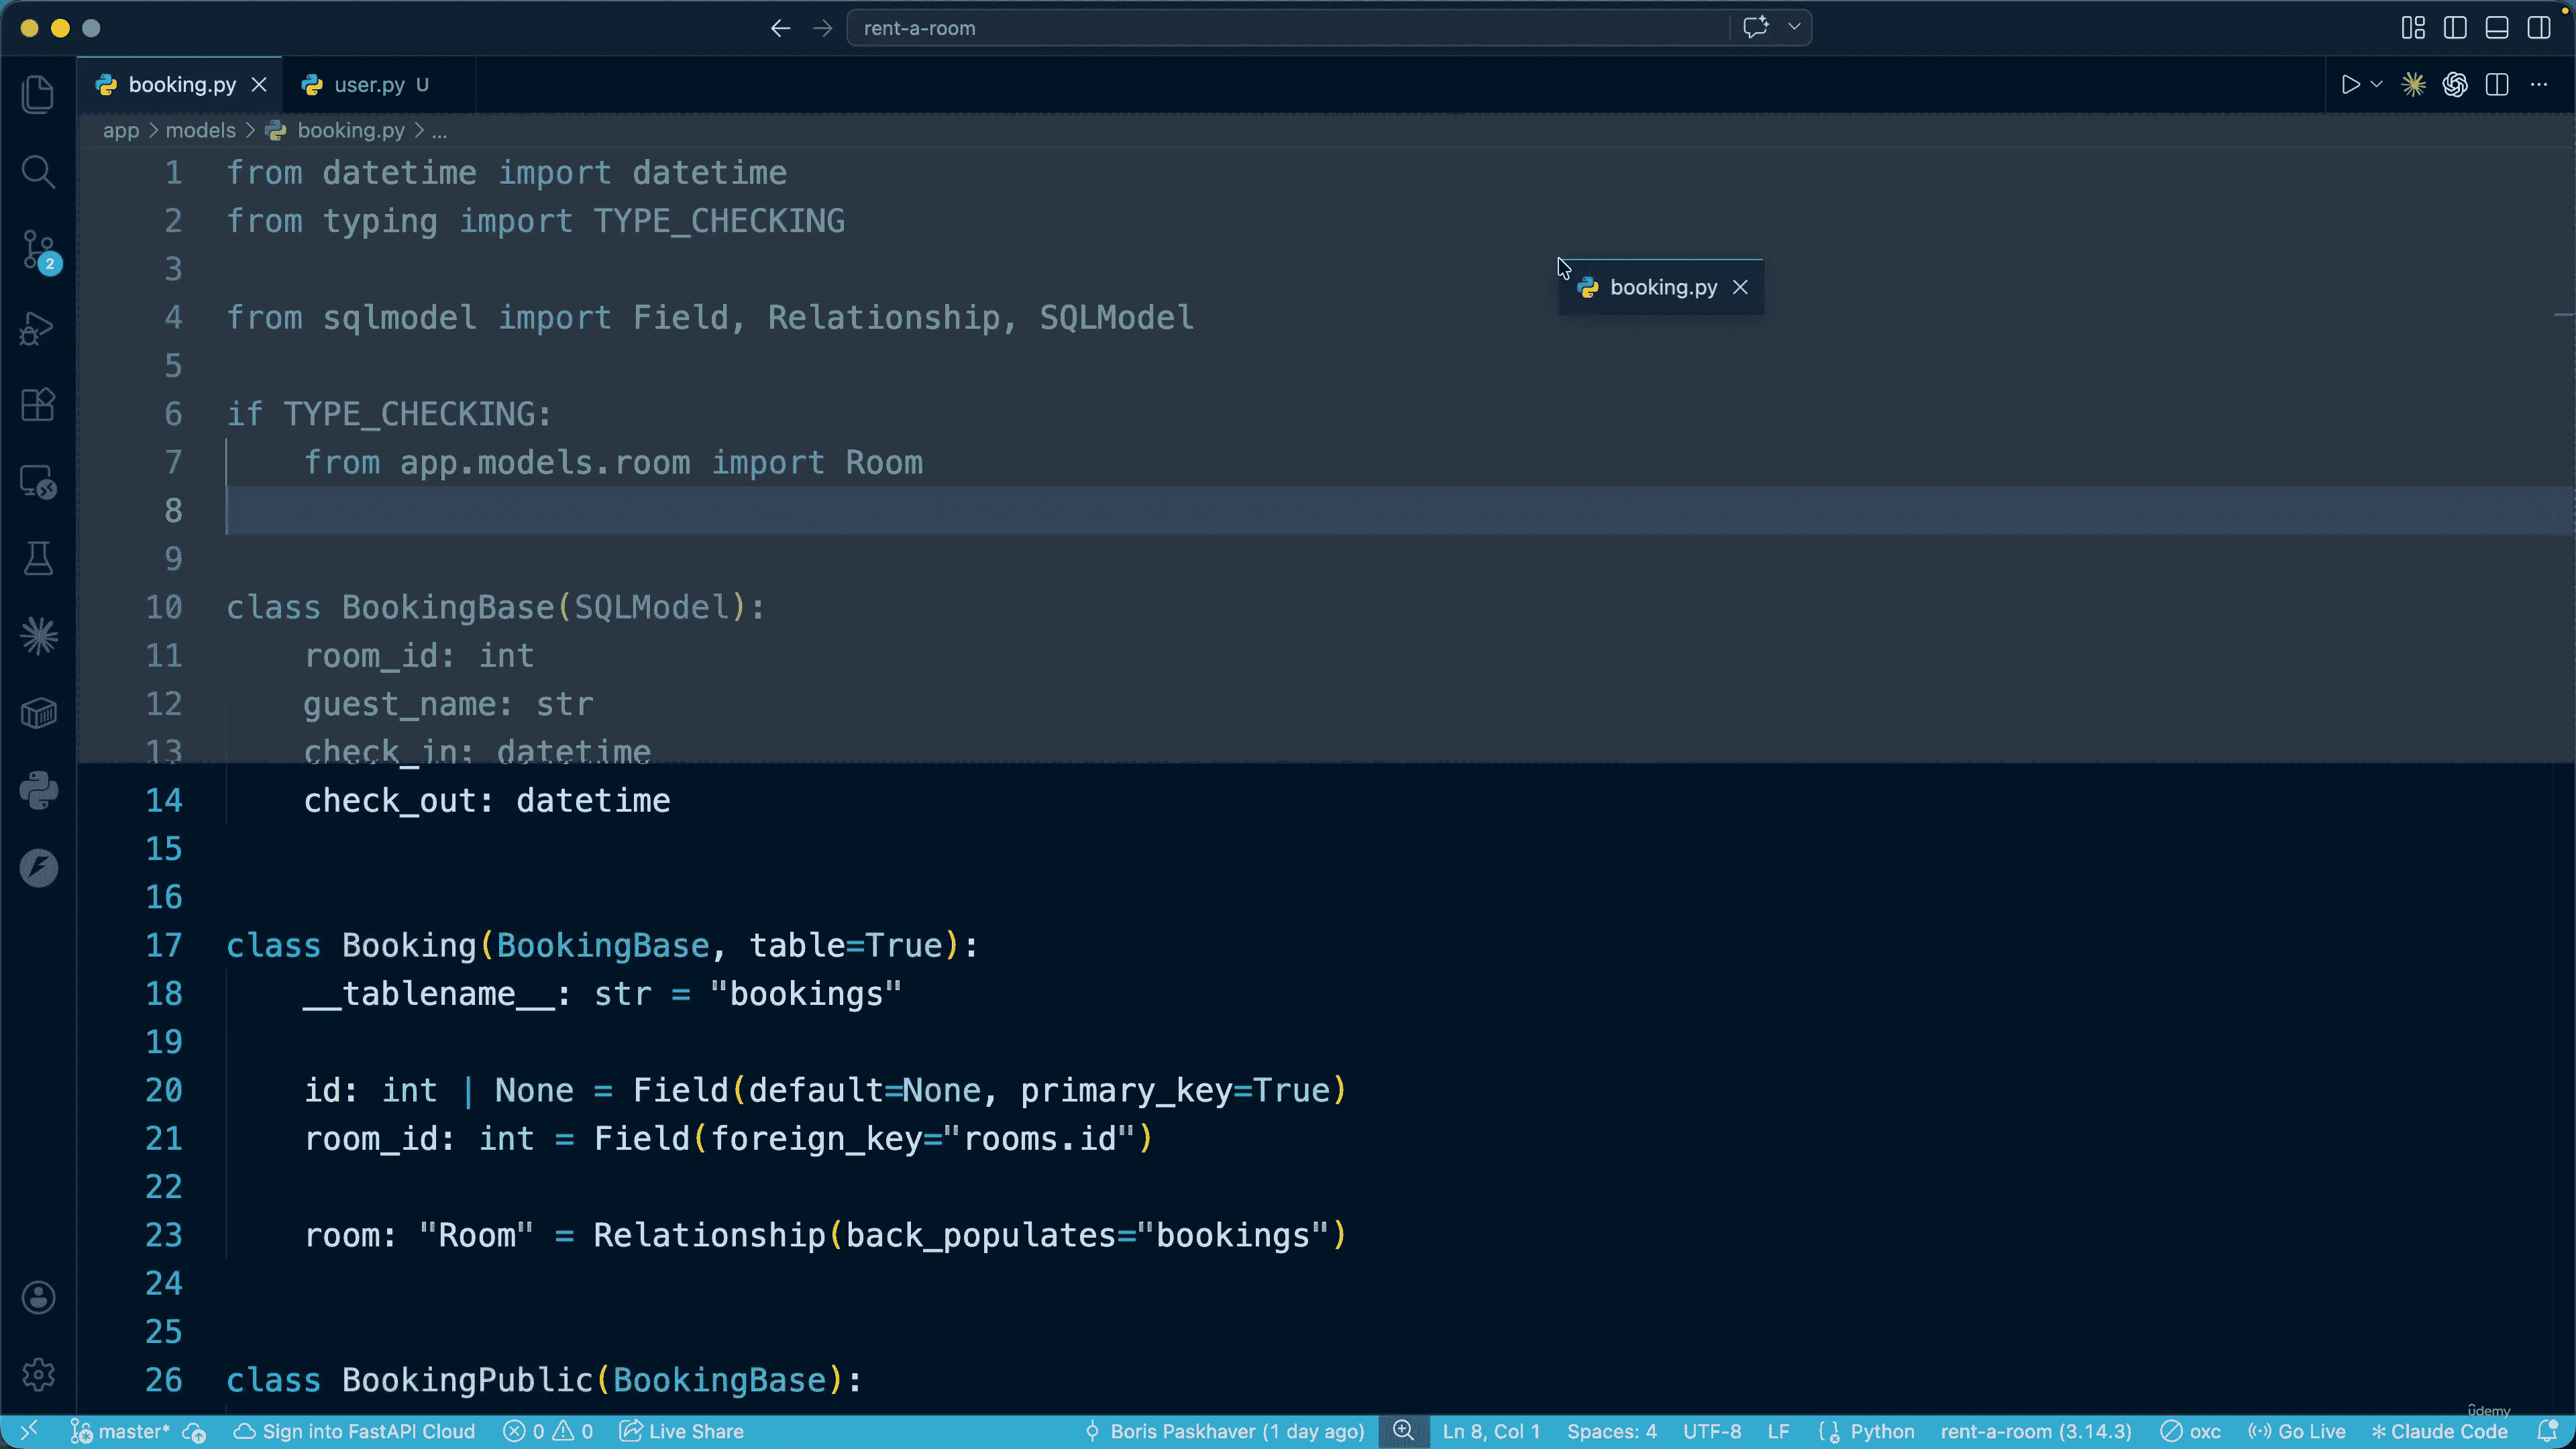 rent-a-room
booking.py
user.py U
app > models > booking.py > ...
1 from datetime import datetime
2 from typing import TYPE_CHECKING
booking.py
3
4 from sqlmodel import Field, Relationship, SQLModel
5
6 if TYPE_CHECKING:
7 from app.models.room import Room
8
9
10 class BookingBase(SQLModel):
11 room_id: int
12 guest_name: str
13 check_in: datetime
14 check_out: datetime
15
16
17 class Booking(BookingBase, table=True):
18 __tablename__: str = "bookings"
19
20 id: int | None = Field(default=None, primary_key=True)
21 room_id: int = Field(foreign_key="rooms.id")
22
23 room: "Room" = Relationship(back_populates="bookings")
24
25
26 class BookingPublic(BookingBase):
2
udemy
master* Sign into FastAPI Cloud 0 0 Live Share Boris Paskhaver (1 day ago) Ln 8, Col 1 Spaces: 4 UTF-8 LF Python rent-a-room (3.14.3) oxc Go Live Claude Code